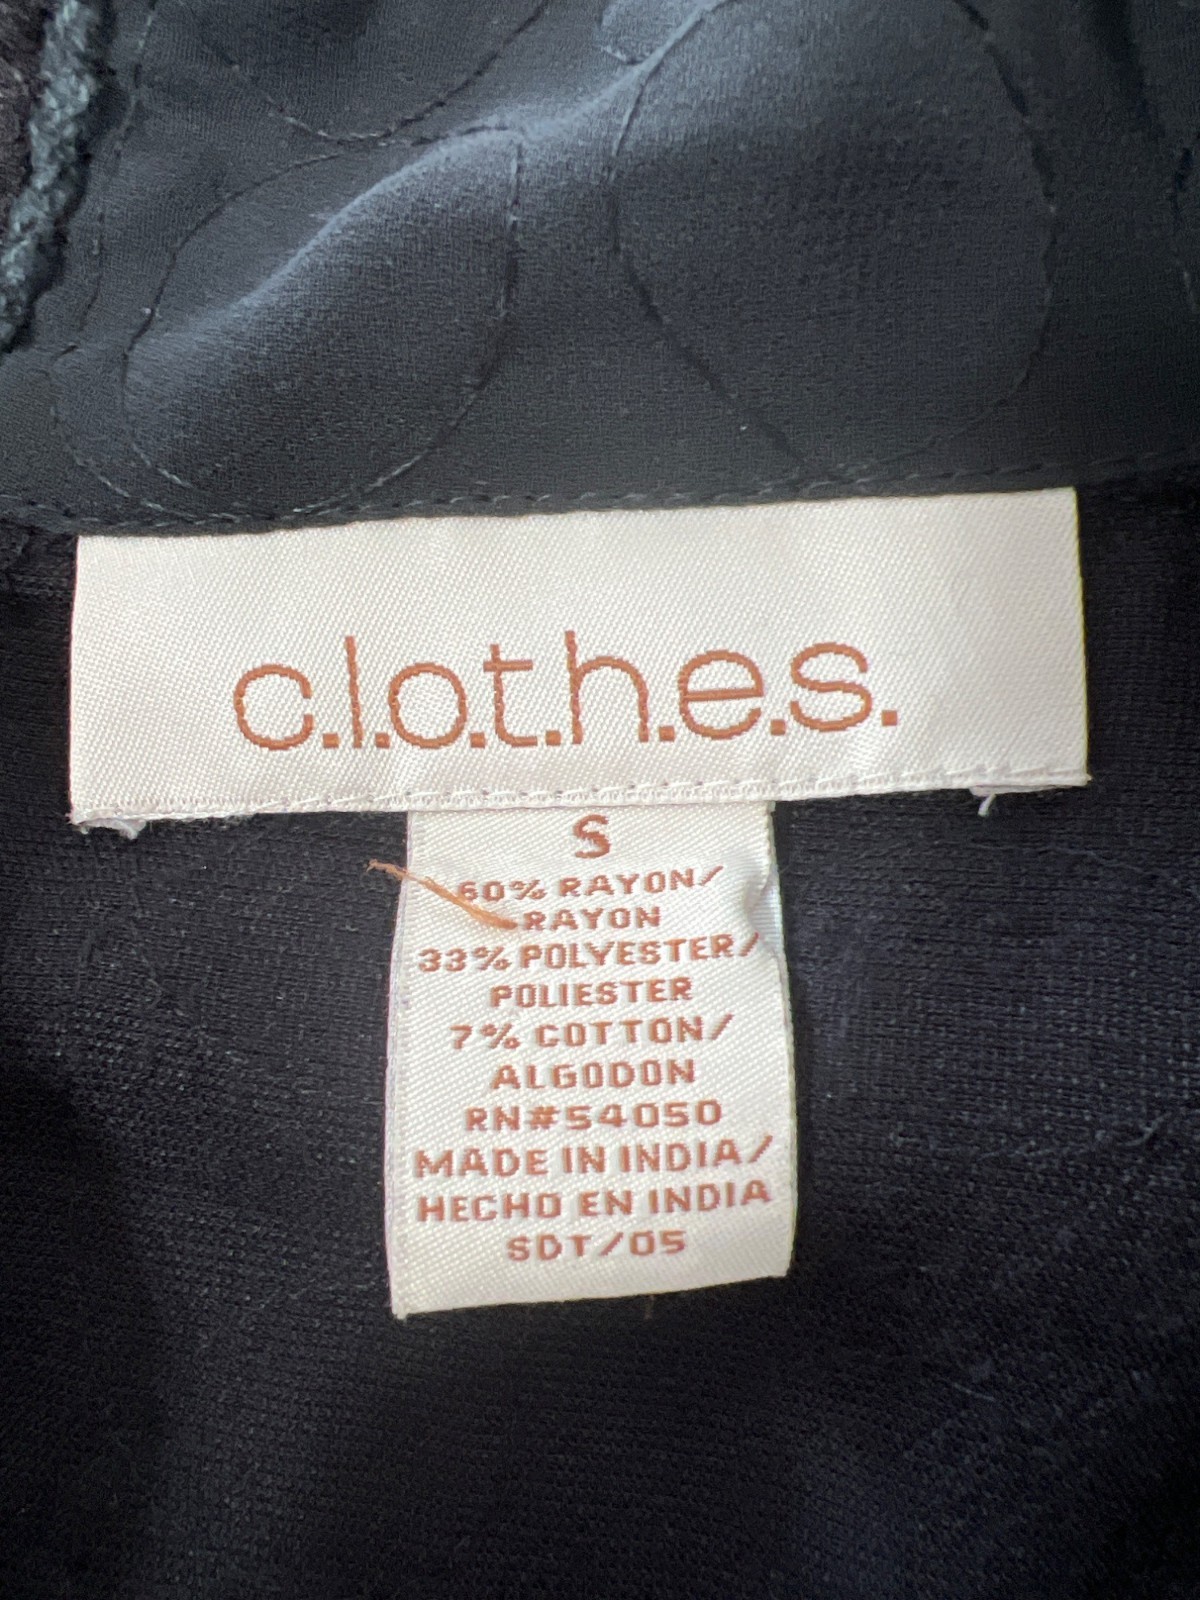 c.l.o.t.h.e.s.
S
60% RAYON/
RAYON
33% POLYESTER/
POLIESTER
7% COTTON/
ALGODON
RN#54050
MADE IN INDIA/
HECHO EN INDIA
SDT/05